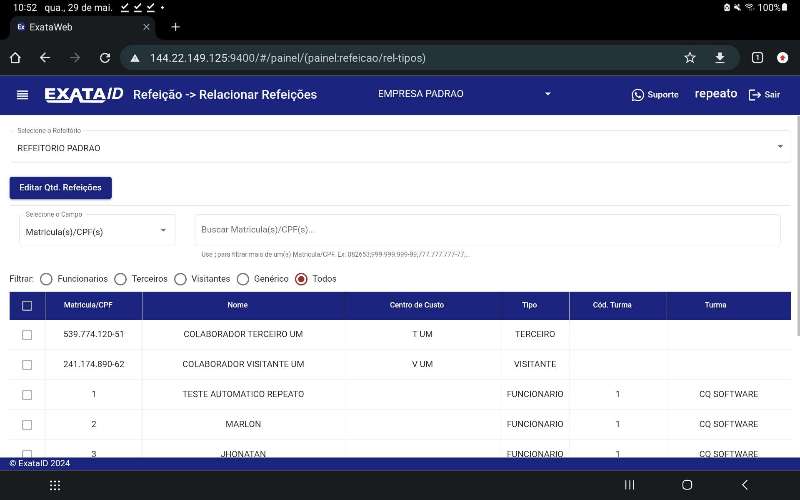 10:52 qua., 29 de mai. 100%
Ex ExataWeb
144.22.149.125:9400/#/painel/(painel:refeicao/rel-tipos) 1
EXATAID Refeição -> Relacionar Refeições EMPRESA PADRAO Suporte repeato Sair
Selecione o Refeitório
REFEITORIO PADRAO
Editar Qtd. Refeições
Selecione o Campo
Matricula(s)/CPF(s) Buscar Matricula(s)/CPF(s)...
Use ; para filtrar mais de um(a) Matricula/CPF. Ex: 082653;999.999.999-99;777.777.777-77;...
Filtrar: Funcionarios Terceiros Visitantes Genérico Todos
Matricula/CPF Nome Centro de Custo Tipo Cód. Turma Turma
539.774.120-51 COLABORADOR TERCEIRO UM T UM TERCEIRO
241.174.890-62 COLABORADOR VISITANTE UM V UM VISITANTE
1 TESTE AUTOMATICO REPEATO FUNCIONARIO 1 CQ SOFTWARE
2 MARLON FUNCIONARIO 1 CQ SOFTWARE
3 JHONATAN FUNCIONARIO 1 CQ SOFTWARE
© ExataID 2024